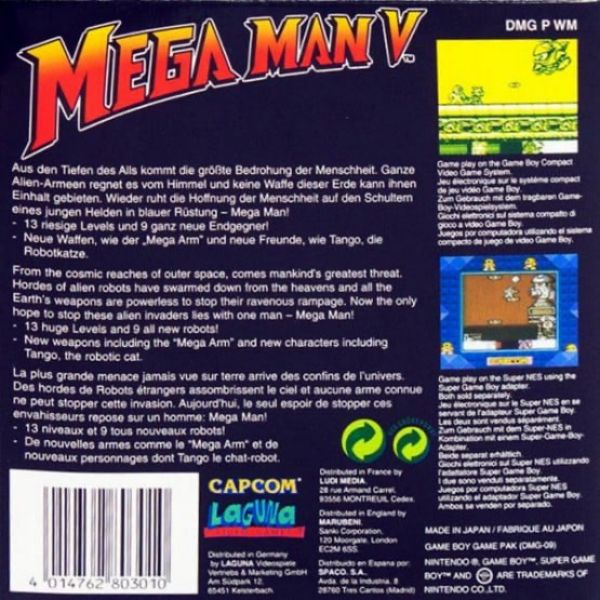 MEGA MAN V
TM
DMG P WM
Aus den Tiefen des Alls kommt die größte Bedrohung der Menschheit. Ganze
Alien-Armeen regnet es vom Himmel und keine Waffe dieser Erde kann ihnen
Einhalt gebieten. Wieder ruht die Hoffnung der Menschheit auf den Schultern
eines jungen Helden in blauer Rüstung – Mega Man!
- 13 riesige Levels und 9 ganz neue Endgegner!
- Neue Waffen, wie der „Mega Arm" und neue Freunde, wie Tango, die
Robotkatze.
From the cosmic reaches of outer space, comes mankind's greatest threat.
Hordes of alien robots have swarmed down from the heavens and all the
Earth's weapons are powerless to stop their ravenous rampage. Now the only
hope to stop these alien invaders lies with one man – Mega Man!
- 13 huge Levels and 9 all new robots!
- New weapons including the "Mega Arm" and new characters including
Tango, the robotic cat.
La plus grande menace jamais vue sur terre arrive des confins de l'univers.
Des hordes de Robots étrangers assombrissent le ciel et aucune arme connue
ne peut stopper cette invasion. Aujourd'hui, le seul espoir de stopper ces
envahisseurs repose sur un homme: Mega Man!
- 13 niveaux et 9 tous nouveaux robots!
- De nouvelles armes comme le "Mega Arm" et de
nouveaux personnages dont Tango le chat-robot.
Game play on the Game Boy Compact
Video Game System.
Jeu électronique sur le système compact
de jeu vidéo Game Boy.
Zum Gebrauch mit dem tragbaren Game-
Boy-Videospielsystem.
Giochi elettronici sul sistema compatto di
gioco a video Game Boy.
Juegos por computadora utilizando el sistema
compacto de juego de video Game Boy.
Game play on the Super NES using the
Super Game Boy adapter.
Both sold separately.
Jeu électronique sur le Super NES en se
servant de l'adapteur Super Game Boy.
Les deux sont vendus séparément.
Zum Gebrauch mit dem Super-NES in
Kombination mit einem Super-Game-Boy-
Adapter.
Beide separat erhältlich.
Giochi elettronici sul Super NES utilizzando
l'adattatore Super Game Boy.
I due sono venduti separatamente.
Juegos por computadora Super NES
utilizando el adaptador Super Game Boy.
Ambos se venden por separado.
4 014762 803010
CAPCOM
LAGUNA
Distributed in Germany
by LAGUNA Videospiele
Vertriebs & Marketing GmbH
Am Südpark 12
65451 Kelsterbach.
Distributed in France by
LUDI MEDIA.
28 rue Armand Carrel,
93556 MONTREUIL Cedex.
Distributed in England by
MARUBENI.
Sanki Corporation,
120 Moorgate, London
EC2M 6SS.
Distribuido en Espana por:
SPACO, S.A.
Avda. de la Industria, 8
28760 Tres Cantos (Madrid)
MADE IN JAPAN / FABRIQUE AU JAPON
GAME BOY GAME PAK (DMG-09)
NINTENDO®, GAME BOY™, SUPER GAME
BOY™ AND ARE TRADEMARKS OF
NINTENDO CO., LTD.